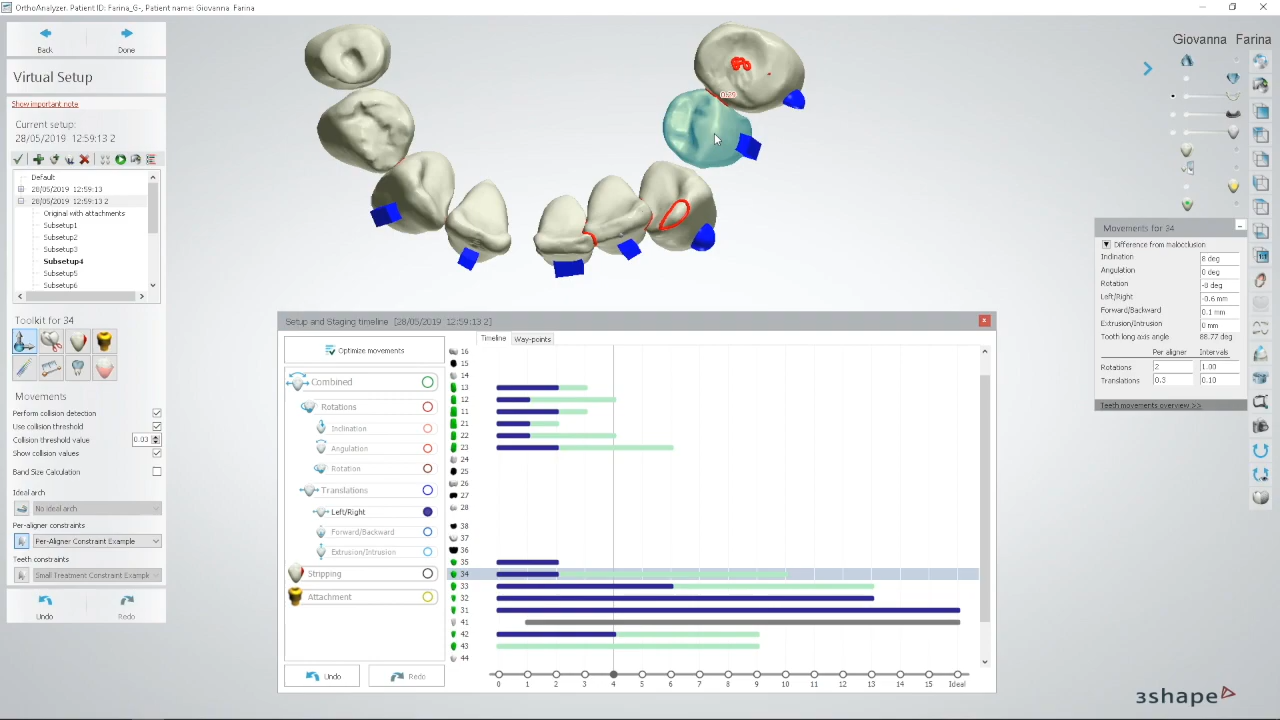 OrthoAnalyzer. Patient ID: Farina_G-, Patient name: Giovanna, Farina
Back
Done
Virtual Setup
Show important note
Current setup:
28/05/2019 12:59:13 2
Default
28/05/2019 12:59:13
28/05/2019 12:59:13 2
Original with attachments
Subsetup1
Subsetup2
Subsetup3
Subsetup4
Subsetup5
Subsetup6
Toolkit for 34
Movements
Perform collision detection
Use collision threshold
Collision threshold value 0.03
Show collision values
Band Size Calculation
Ideal arch
No ideal arch
Per-aligner constraints
Per-Aligner Constraint Example
Teeth constraints
Small Treatment Constraint Example
Undo
Redo
0.25
Giovanna Farina
Setup and Staging timeline [28/05/2019 12:59:13 2]
Optimize movements
Combined
Rotations
Inclination
Angulation
Rotation
Translations
Left/Right
Forward/Backward
Extrusion/Intrusion
Stripping
Attachment
Undo
Redo
Timeline
Way-points
16
15
14
13
12
11
21
22
23
24
25
26
27
28
38
37
36
35
34
33
32
31
41
42
43
44
0 1 2 3 4 5 6 7 8 9 10 11 12 13 14 15 Ideal
Movements for 34
Difference from malocclusion
Inclination 8 deg
Angulation 0 deg
Rotation -8 deg
Left/Right -0.6 mm
Forward/Backward 0.1 mm
Extrusion/Intrusion 0 mm
Tooth long axis angle 68.77 deg
Per aligner Intervals
Rotations 2 1.00
Translations 0.3 0.10
Teeth movements overview >>
3shape